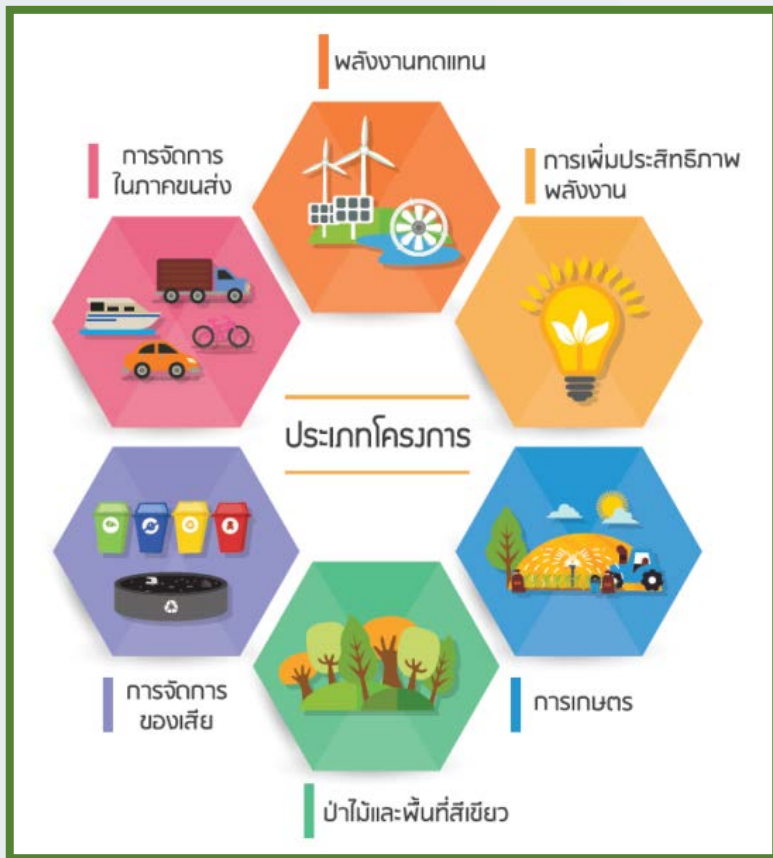 พลังงานทดแทน
การจัดการ
ในภาคขนส่ง
การเพิ่มประสิทธิภาพ
พลังงาน
ประเภทโครงการ
การจัดการ
ของเสีย
การเกษตร
ป่าไม้และพื้นที่สีเขียว